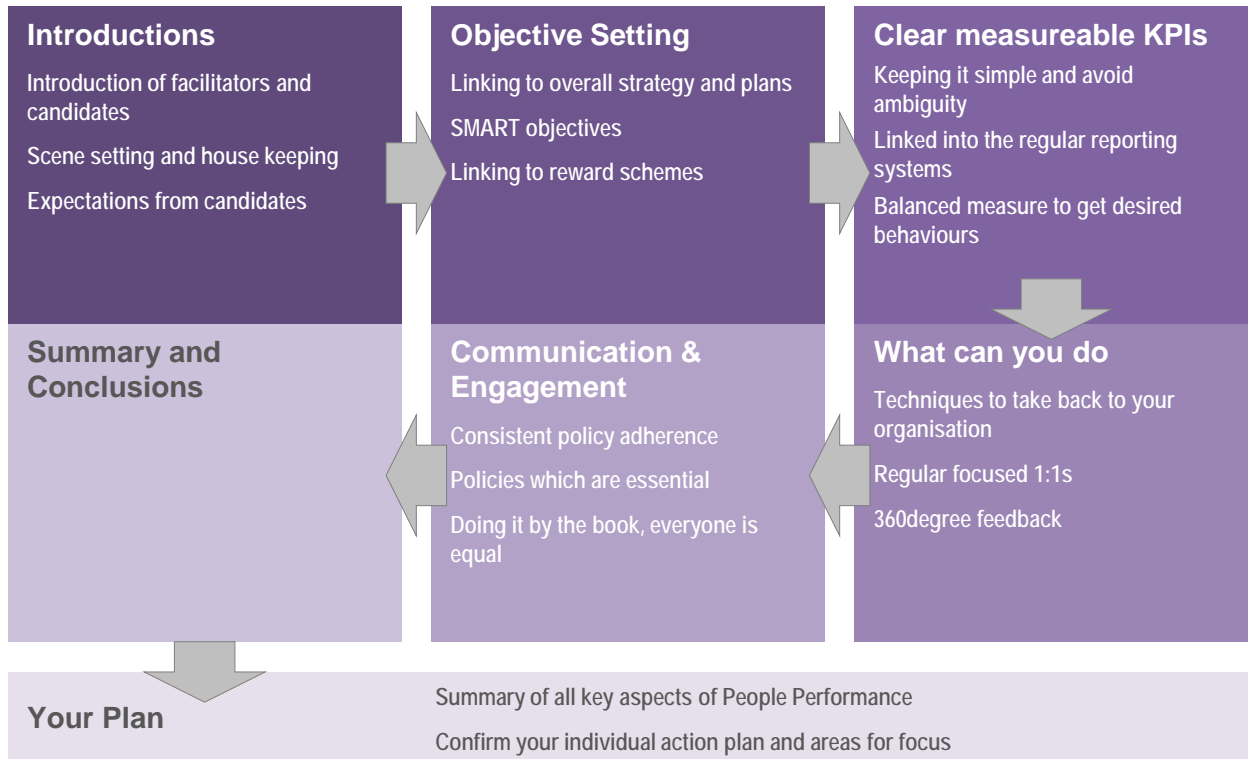 Introductions
Introduction of facilitators and
candidates
Scene setting and house keeping
Expectations from candidates
Objective Setting
Linking to overall strategy and plans
SMART objectives
Linking to reward schemes
Clear measureable KPIs
Keeping it simple and avoid
ambiguity
Linked into the regular reporting
systems
Balanced measure to get desired
behaviours
What can you do
Techniques to take back to your
organisation
Regular focused 1:1s
360degree feedback
Communication &
Engagement
Consistent policy adherence
Policies which are essential
Doing it by the book, everyone is
equal
Summary and
Conclusions
Your Plan
Summary of all key aspects of People Performance
Confirm your individual action plan and areas for focus